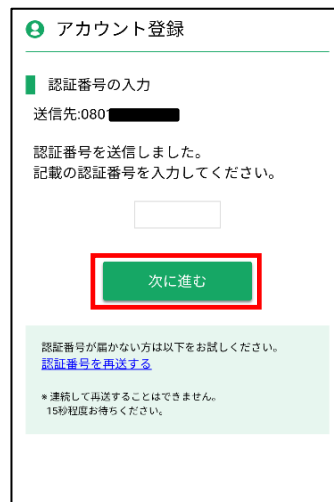 アカウント登録
認証番号の入力
送信先:080
認証番号を送信しました。
記載の認証番号を入力してください。
次に進む
認証番号が届かない方は以下をお試しください。
認証番号を再送する
* 連続して再送することはできません。
15秒程度お待ちください。